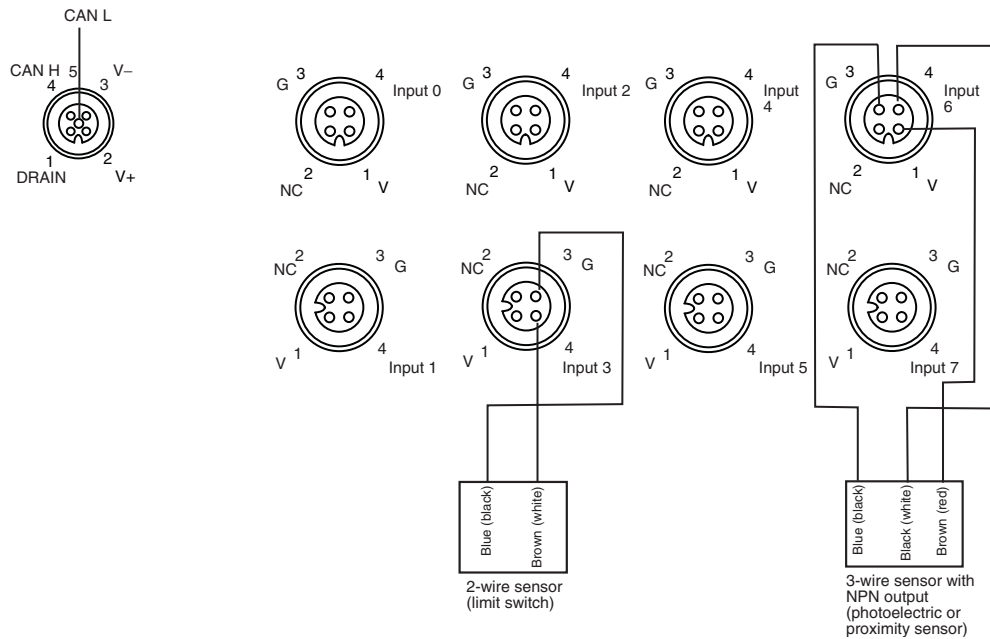 CAN L
CAN H
5
V–
4
3
1
2
DRAIN
V+
3
4
G
Input 0
2
1
NC
V
3
4
G
Input 2
2
1
NC
V
3
4
G
Input
4
2
1
NC
V
3
4
G
Input
6
2
1
NC
V
NC
2
3
G
1
4
V
Input 1
NC
2
3
G
1
4
V
Input 3
NC
2
3
G
1
4
V
Input 5
NC
2
3
G
1
4
V
Input 7
Blue (black)
Brown (white)
2-wire sensor
(limit switch)
Blue (black)
Black (white)
Brown (red)
3-wire sensor with
NPN output
(photoelectric or
proximity sensor)